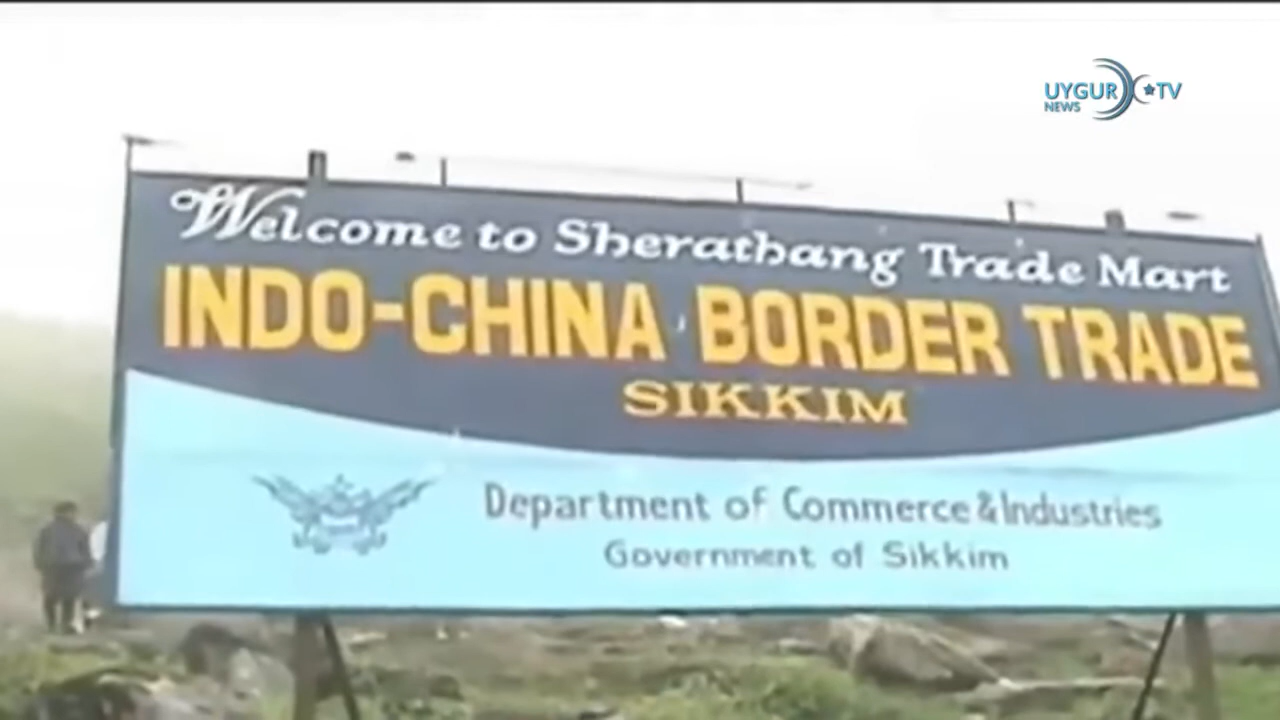 UYGUR TV
NEWS
Welcome to Sherathang Trade Mart
INDO-CHINA BORDER TRADE
SIKKIM
Department of Commerce & Industries
Government of Sikkim